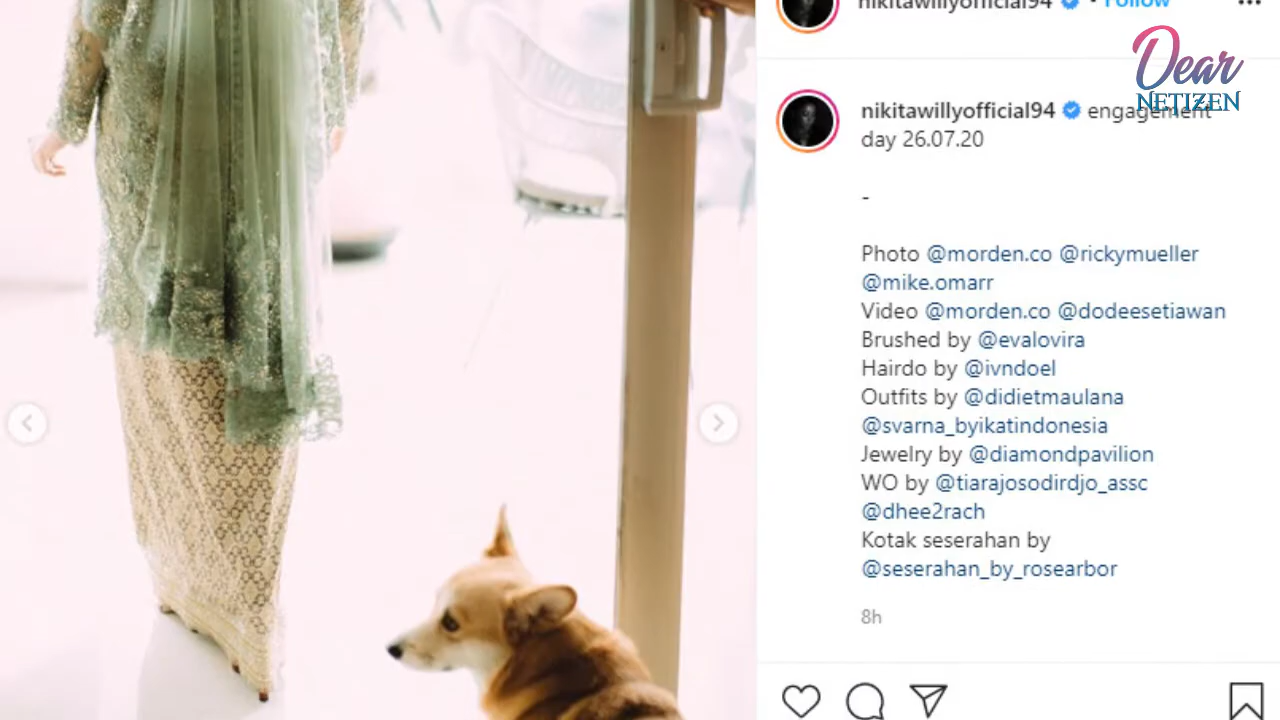 nikitawillyofficial94 • Follow
Dear
NETIZEN
nikitawillyofficial94 engagement
day 26.07.20
-
Photo @morden.co @rickymueller
@mike.omarr
Video @morden.co @dodeesetiawan
Brushed by @evalovira
Hairdo by @ivndoel
Outfits by @didietmaulana
@svarna_byikatindonesia
Jewelry by @diamondpavilion
WO by @tiarajosodirdjo_assc
@dhee2rach
Kotak seserahan by
@seserahan_by_rosearbor
8h